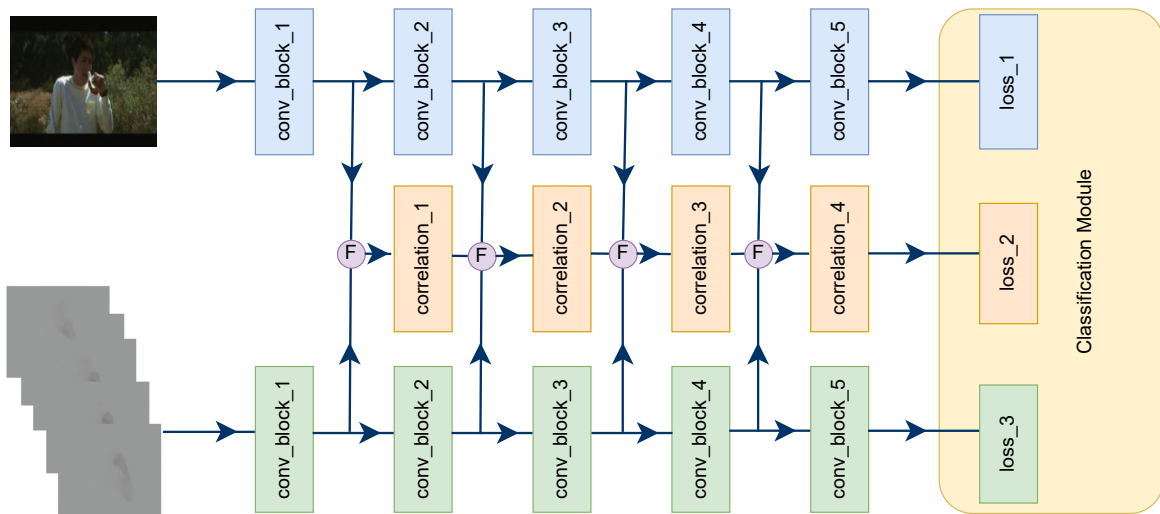 conv_block_1
conv_block_2
conv_block_3
conv_block_4
conv_block_5
loss_1
F
correlation_1
F
correlation_2
F
correlation_3
F
correlation_4
loss_2
Classification Module
conv_block_1
conv_block_2
conv_block_3
conv_block_4
conv_block_5
loss_3